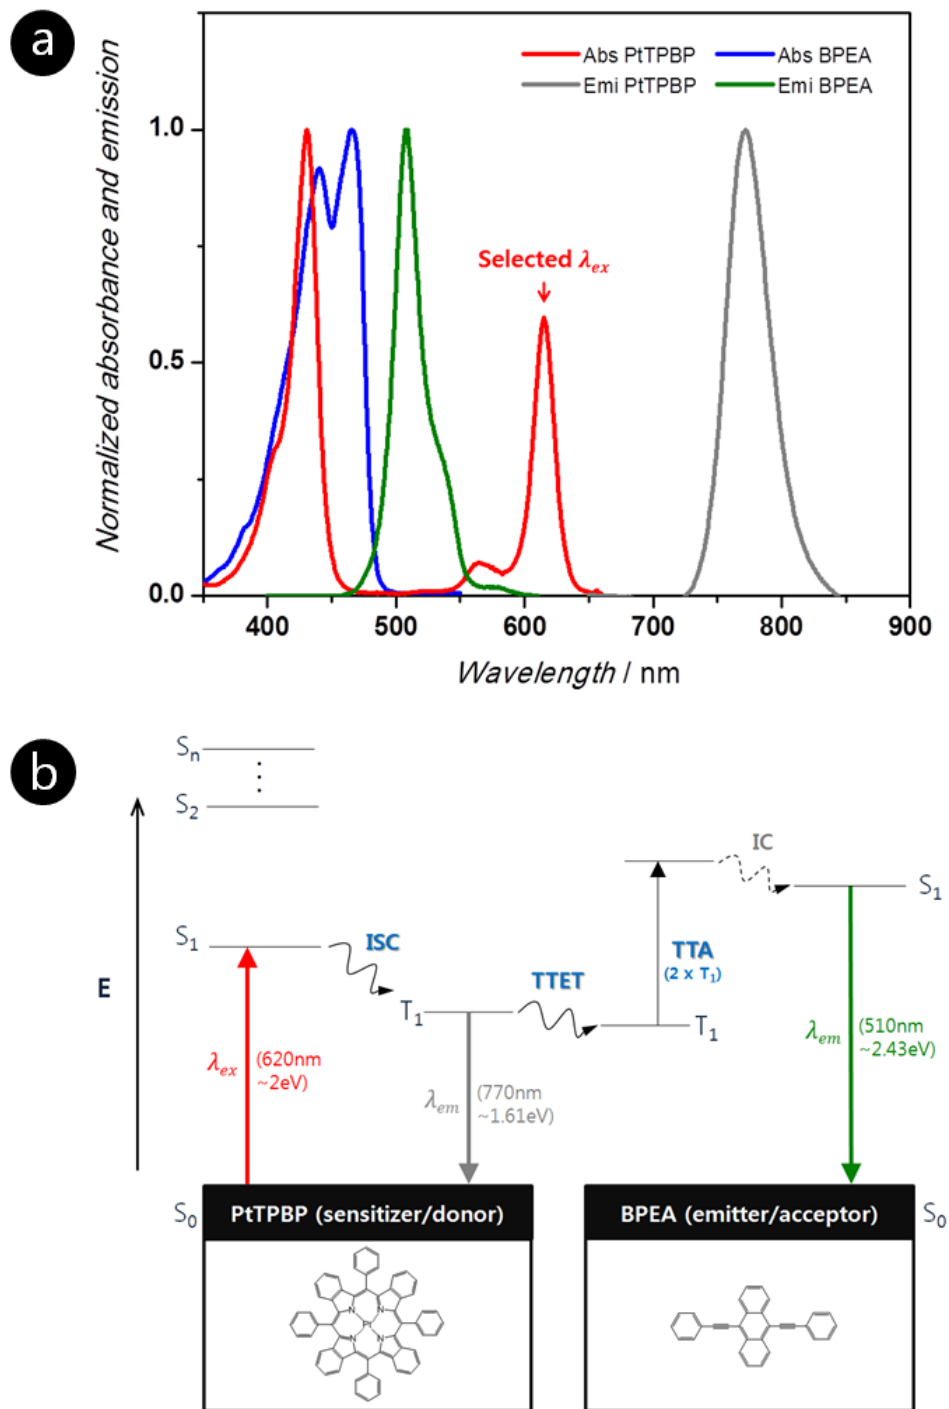 a
Normalized absorbance and emission
Abs PtTPBP
Abs BPEA
Emi PtTPBP
Emi BPEA
1.0
Selected λex
0.5
0.0
400
500
600
700
800
900
Wavelength / nm
b
Sn
S2
IC
S1
S1
ISC
TTA
(2 x T1)
E
TTET
T1
T1
λex
(620nm
~2eV)
λem
(770nm
~1.61eV)
λem
(510nm
~2.43eV)
S0
PtTPBP (sensitizer/donor)
BPEA (emitter/acceptor)
S0
N
N
Pt
N
N